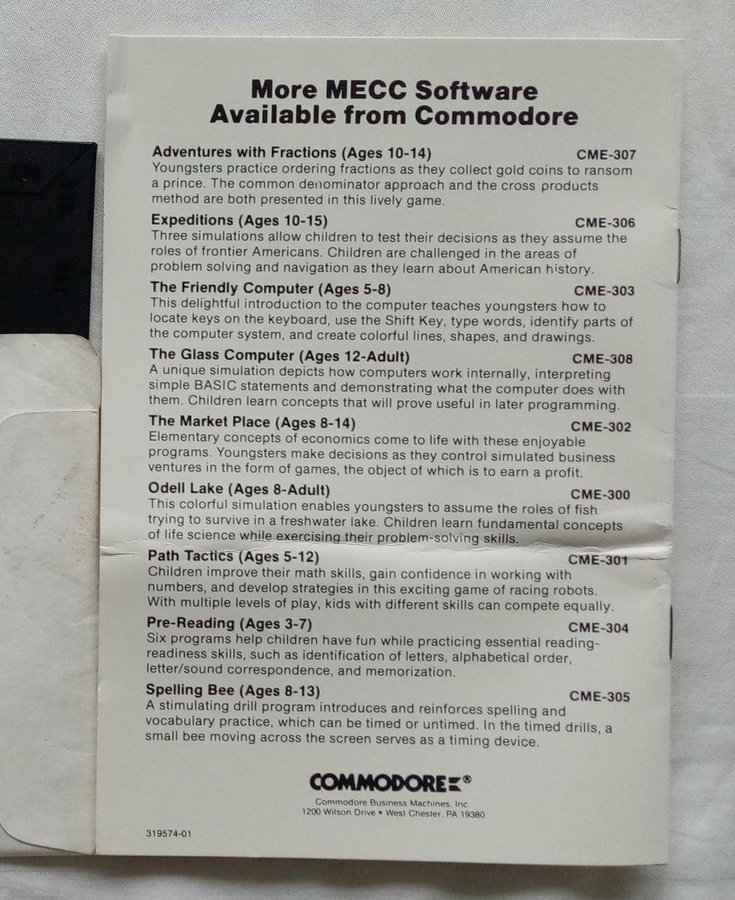 More MECC Software
Available from Commodore
Adventures with Fractions (Ages 10-14) CME-307
Youngsters practice ordering fractions as they collect gold coins to ransom
a prince. The common denominator approach and the cross products
method are both presented in this lively game.
Expeditions (Ages 10-15) CME-306
Three simulations allow children to test their decisions as they assume the
roles of frontier Americans. Children are challenged in the areas of
problem solving and navigation as they learn about American history.
The Friendly Computer (Ages 5-8) CME-303
This delightful introduction to the computer teaches youngsters how to
locate keys on the keyboard, use the Shift Key, type words, identify parts of
the computer system, and create colorful lines, shapes, and drawings.
The Glass Computer (Ages 12-Adult) CME-308
A unique simulation depicts how computers work internally, interpreting
simple BASIC statements and demonstrating what the computer does with
them. Children learn concepts that will prove useful in later programming.
The Market Place (Ages 8-14) CME-302
Elementary concepts of economics come to life with these enjoyable
programs. Youngsters make decisions as they control simulated business
ventures in the form of games, the object of which is to earn a profit.
Odell Lake (Ages 8-Adult) CME-300
This colorful simulation enables youngsters to assume the roles of fish
trying to survive in a freshwater lake. Children learn fundamental concepts
of life science while exercising their problem-solving skills.
Path Tactics (Ages 5-12) CME-301
Children improve their math skills, gain confidence in working with
numbers, and develop strategies in this exciting game of racing robots.
With multiple levels of play, kids with different skills can compete equally.
Pre-Reading (Ages 3-7) CME-304
Six programs help children have fun while practicing essential reading-
readiness skills, such as identification of letters, alphabetical order,
letter/sound correspondence, and memorization.
Spelling Bee (Ages 8-13) CME-305
A stimulating drill program introduces and reinforces spelling and
vocabulary practice, which can be timed or untimed. In the timed drills, a
small bee moving across the screen serves as a timing device.
COMMODORE®
Commodore Business Machines, Inc.
1200 Wilson Drive • West Chester, PA 19380
319574-01